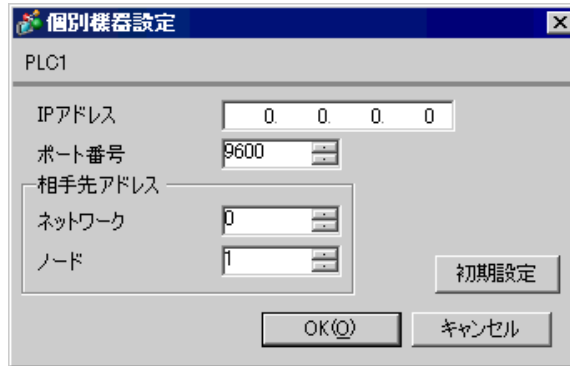 個別機器設定
PLC1
IPアドレス 0. 0. 0. 0
ポート番号 9600
相手先アドレス
ネットワーク 0
ノード 1
初期設定
OK(O) キャンセル